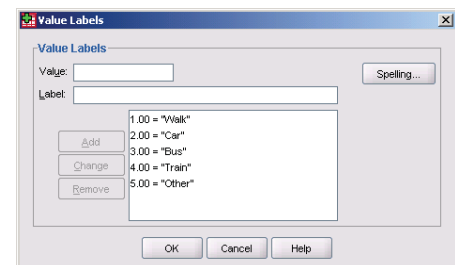 Value Labels
Value Labels
Value:
Spelling...
Label:
1.00 = "Walk"
Add
2.00 = "Car"
3.00 = "Bus"
Change
4.00 = "Train"
Remove
5.00 = "Other"
OK Cancel Help